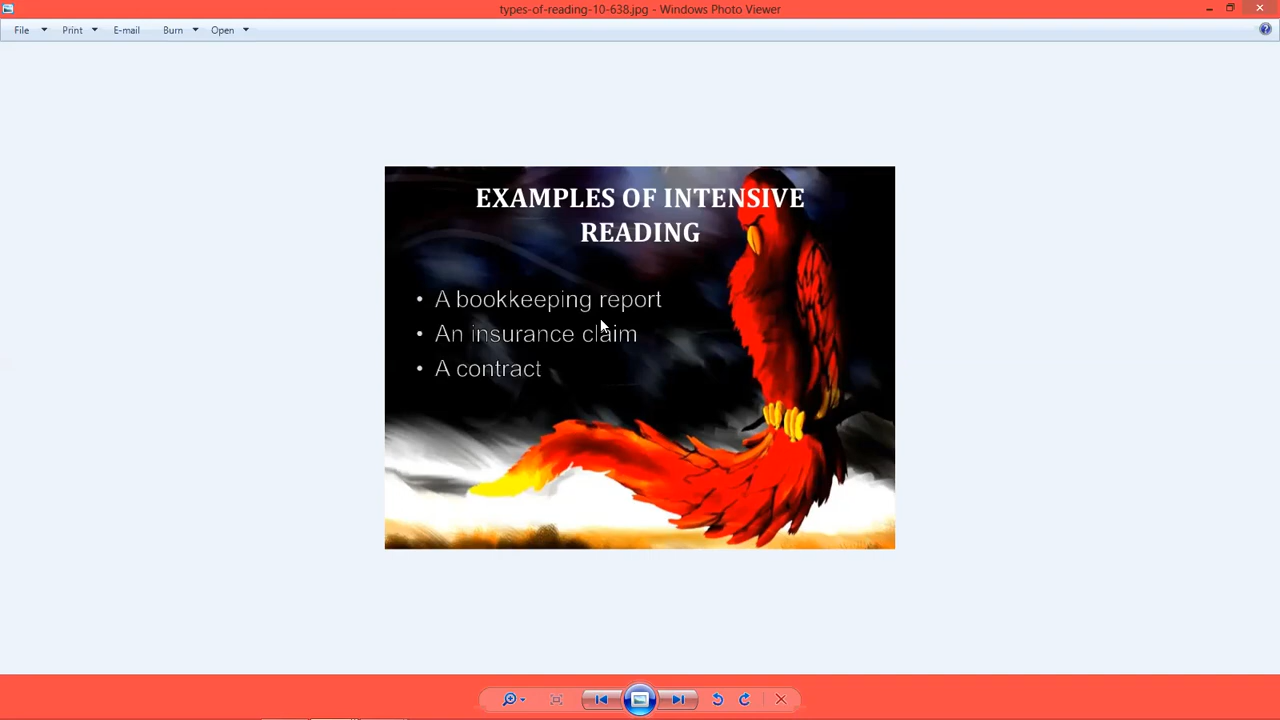 types-of-reading-10-638.jpg - Windows Photo Viewer
File Print E-mail Burn Open
EXAMPLES OF INTENSIVE
READING
• A bookkeeping report
• An insurance claim
• A contract